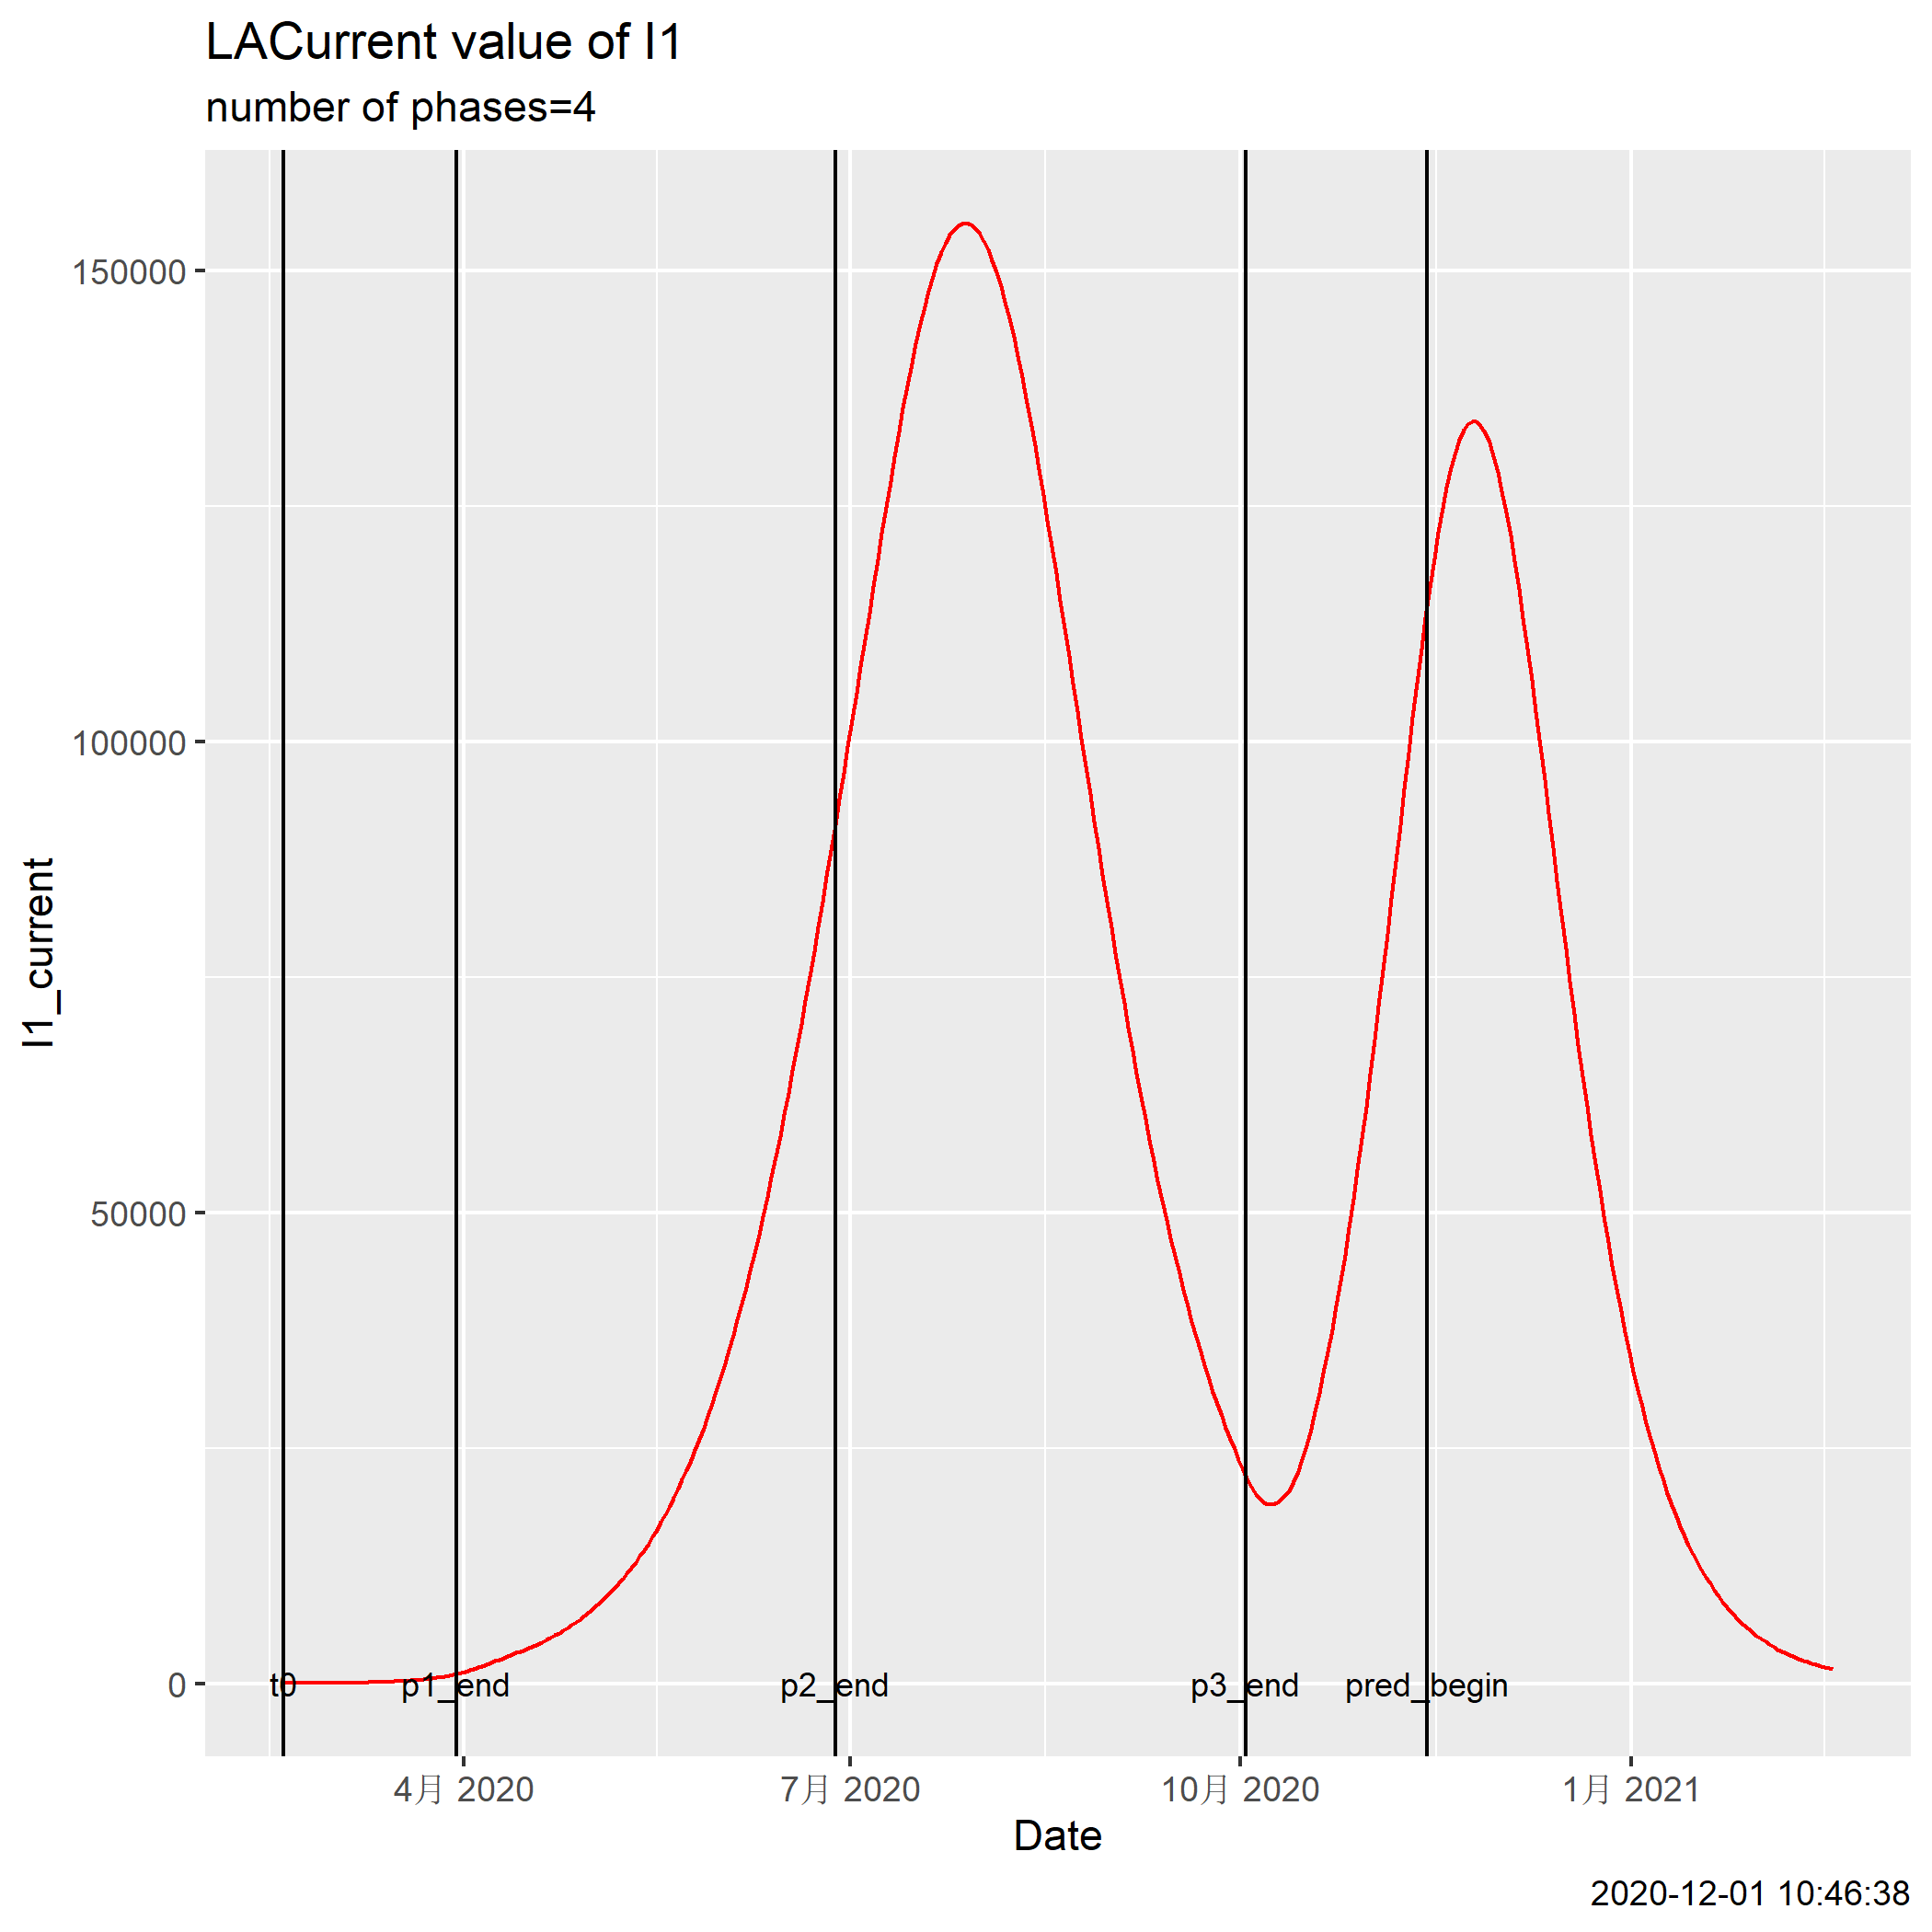 LACurrent value of I1
number of phases=4
I1_current
150000
100000
50000
0
t0
p1_end
p2_end
p3_end
pred_begin
4月 2020
7月 2020
10月 2020
1月 2021
Date
2020-12-01 10:46:38